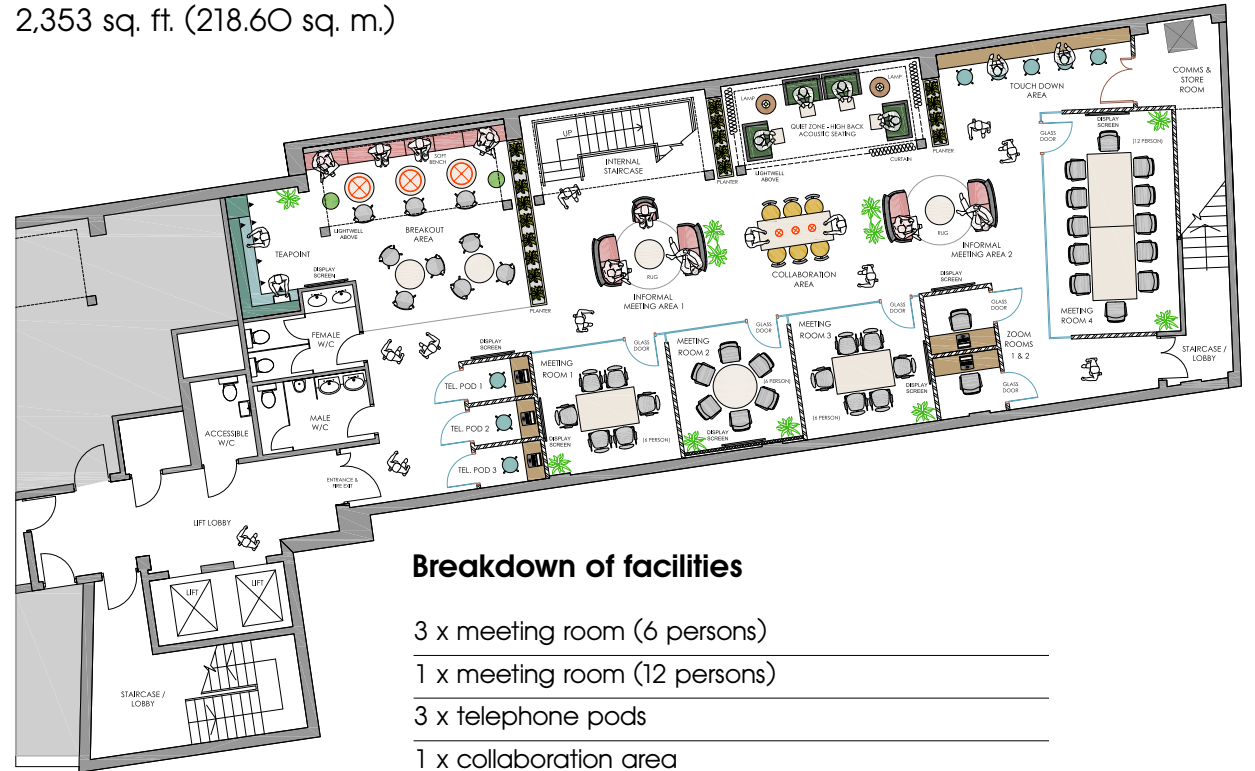 2,353 sq. ft. (218.60 sq. m.)
COMMS &
STORE
ROOM
TOUCH DOWN
AREA
LAMP
LAMP
QUIET ZONE - HIGH BACK
ACOUSTIC SEATING
DISPLAY
SCREEN
GLASS
DOOR
(12 PERSON)
UP
INTERNAL
STAIRCASE
SOFT
BENCH
PLANTER
CURTAIN
LIGHTWELL
ABOVE
PLANTER
LIGHTWELL
ABOVE
BREAKOUT
AREA
TEAPOINT
DISPLAY
SCREEN
RUG
RUG
INFORMAL
MEETING AREA 2
COLLABORATION
AREA
DISPLAY
SCREEN
INFORMAL
MEETING AREA 1
PLANTER
MEETING
ROOM 4
GLASS
DOOR
GLASS
DOOR
GLASS
DOOR
GLASS
DOOR
ZOOM
ROOMS
1 & 2
GLASS
DOOR
STAIRCASE /
LOBBY
FEMALE
W/C
DISPLAY
SCREEN
MEETING
ROOM 1
MEETING
ROOM 2
MEETING
ROOM 3
TEL. POD 1
TEL. POD 2
TEL. POD 3
(6 PERSON)
(6 PERSON)
(6 PERSON)
DISPLAY
SCREEN
DISPLAY
SCREEN
DISPLAY
SCREEN
MALE
W/C
ACCESSIBLE
W/C
ENTRANCE &
FIRE EXIT
LIFT LOBBY
LIFT
LIFT
STAIRCASE /
LOBBY
Breakdown of facilities
3 x meeting room (6 persons)
1 x meeting room (12 persons)
3 x telephone pods
1 x collaboration area